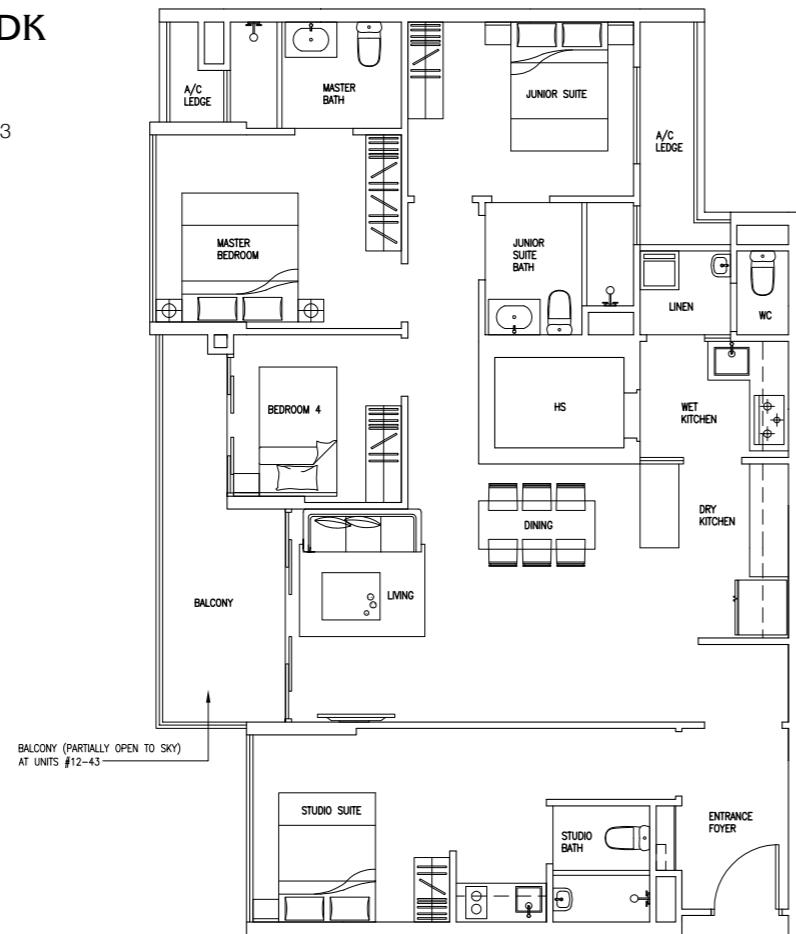 DK
3
A/C
LEDGE
MASTER
BATH
JUNIOR SUITE
A/C
LEDGE
MASTER
BEDROOM
JUNIOR
SUITE
BATH
LINEN
WC
BEDROOM 4
HS
WET
KITCHEN
DINING
DRY
KITCHEN
BALCONY
LIVING
BALCONY (PARTIALLY OPEN TO SKY)
AT UNITS #12-43
STUDIO SUITE
STUDIO
BATH
ENTRANCE
FOYER